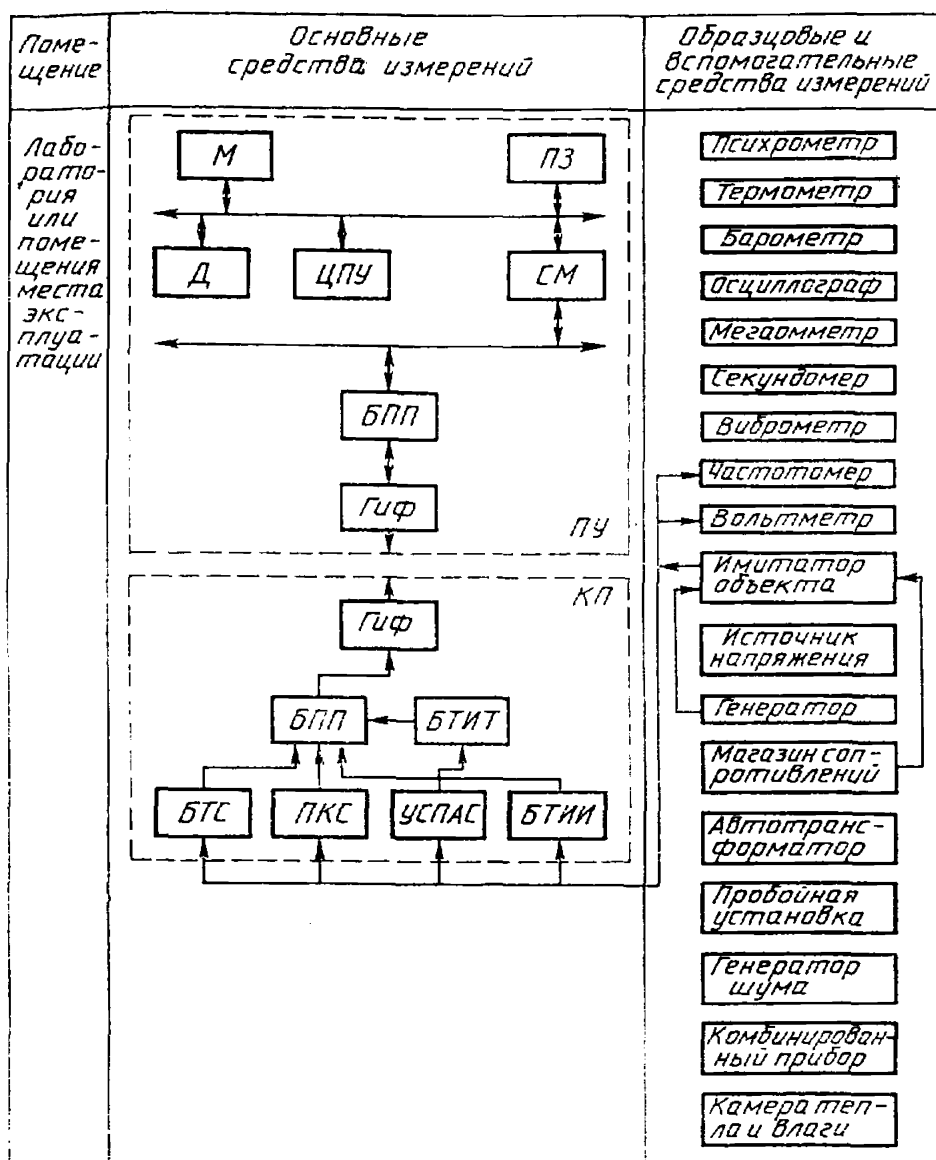 Поме-
щение
Основные
средства измерений
Образцовые и
вспомагательные
средства измерений
Лабо-
рато-
рия
или
поме-
щения
места
экс-
плуа-
тации
М
ПЗ
Д
ЦПУ
СМ
БПП
Гиф
ПУ
КП
Гиф
БПП
БТИТ
БТС
ПКС
УСПАС
БТИИ
Психрометр
Термометр
Барометр
Осциллограф
Мегаомметр
Секундомер
Виброметр
Частотомер
Вольтметр
Имитатор
объекта
Источник
напряжения
Генератор
Магазин соп-
ротивлений
Автотранс-
форматор
Пробойная
установка
Генератор
шума
Комбинирован-
ный прибор
Камера теп-
ла и влаги